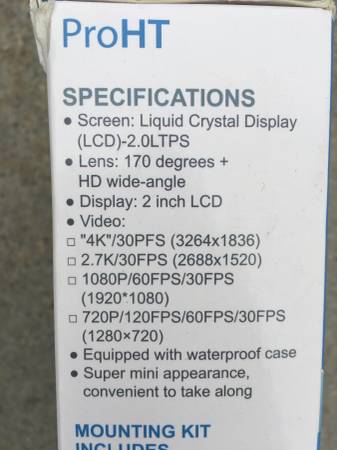 ProHT
SPECIFICATIONS
● Screen: Liquid Crystal Display
(LCD)-2.0LTPS
● Lens: 170 degrees +
HD wide-angle
● Display: 2 inch LCD
● Video:
□ "4K"/30PFS (3264x1836)
□ 2.7K/30FPS (2688x1520)
□ 1080P/60FPS/30FPS
(1920*1080)
□ 720P/120FPS/60FPS/30FPS
(1280×720)
● Equipped with waterproof case
● Super mini appearance,
convenient to take along
MOUNTING KIT
INCLUDES